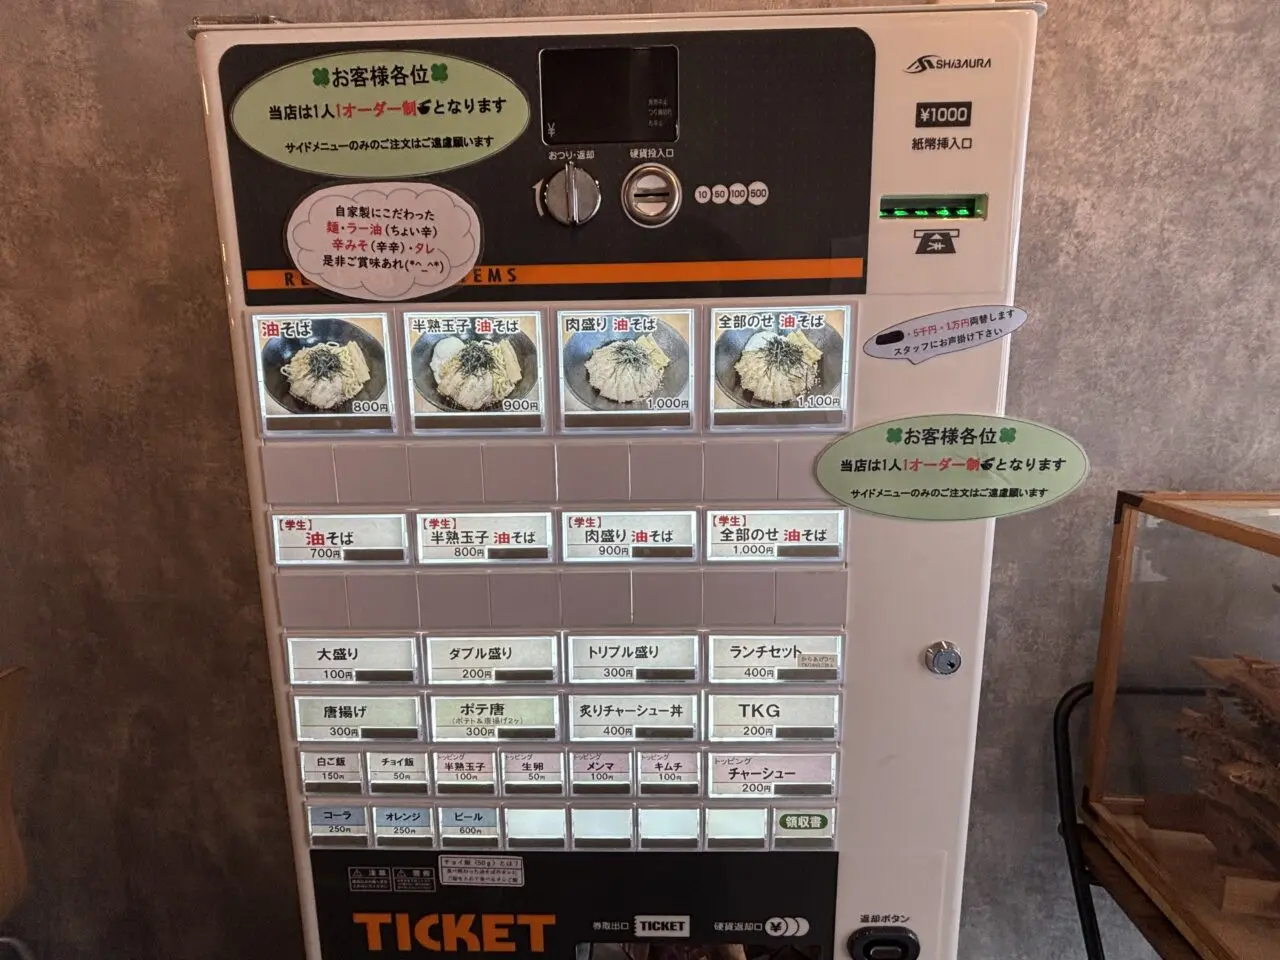 お客様各位
当店は1人1オーダー制となります
サイドメニューのみのご注文はご遠慮願います
自家製にこだわった
麺・ラー油(ちょい辛)
辛みそ(辛辛)・タレ
是非ご賞味あれ(*^_^*)
EMS
¥
おつり・返却
硬貨投入口
10 50 100 500
SHIBAURA
¥1000
紙幣挿入口
・5千円・1万円両替します
スタッフにお声掛け下さい
お客様各位
当店は1人1オーダー制となります
サイドメニューのみのご注文はご遠慮願います
油そば
800円
半熟玉子 油そば
900円
肉盛り 油そば
1,000円
全部のせ 油そば
1,100円
【学生】
油そば
700円
【学生】
半熟玉子 油そば
800円
【学生】
肉盛り 油そば
900円
【学生】
全部のせ 油そば
1,000円
大盛り
100円
ダブル盛り
200円
トリプル盛り
300円
ランチセット
400円
唐揚げ
300円
ポテ唐
(ポテト&唐揚げ2ヶ)
300円
炙りチャーシュー丼
400円
TKG
200円
白ご飯
150円
チョイ飯
50円
トッピング
半熟玉子
100円
トッピング
生卵
50円
トッピング
メンマ
100円
トッピング
キムチ
100円
トッピング
チャーシュー
200円
コーラ
250円
オレンジ
250円
ビール
600円
領収書
チョイ飯(50g)とは?
TICKET
券取出口
TICKET
硬貨返却口
¥
返却ボタン